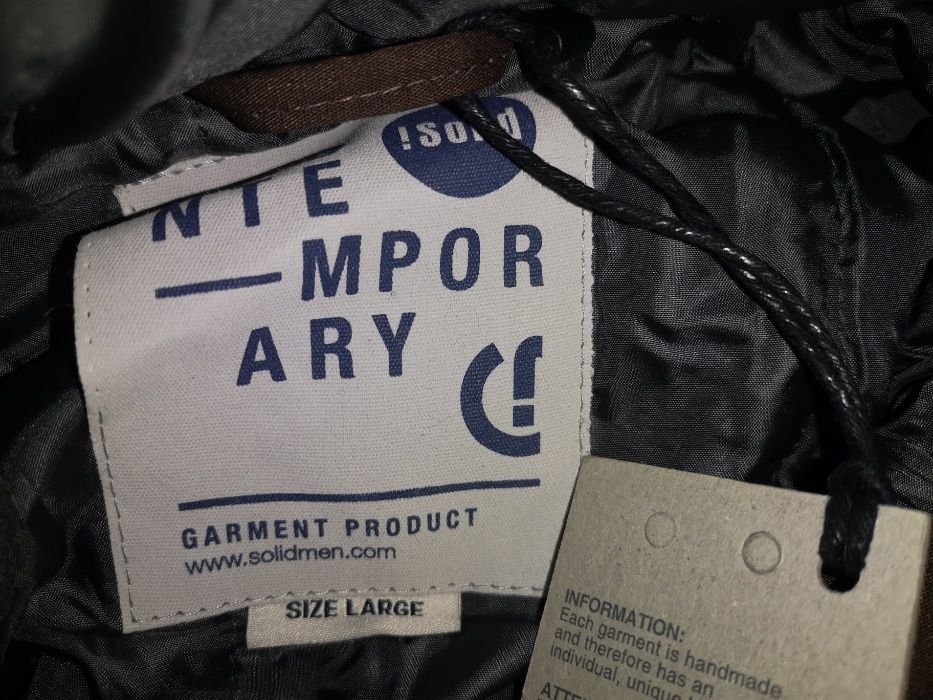 !Solid
NTE
MPOR
ARY
GARMENT PRODUCT
www.solidmen.com
SIZE LARGE
INFORMATION:
Each garment is handmade
and therefore has an
individual, unique